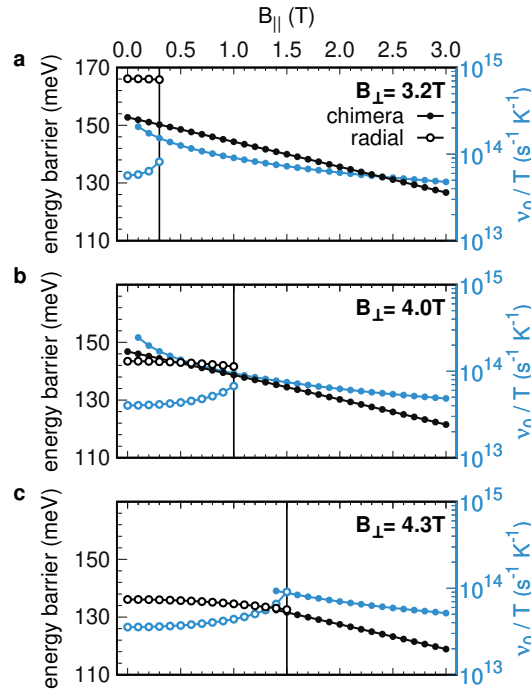 B|| (T)
0.0 0.5 1.0 1.5 2.0 2.5 3.0
a
energy barrier (meV)
170
150
130
110
B⊥= 3.2T
chimera
radial
10^15
10^14
10^13
ν0 / T (s^-1 K^-1)
b
energy barrier (meV)
150
130
110
B⊥= 4.0T
10^15
10^14
10^13
ν0 / T (s^-1 K^-1)
c
energy barrier (meV)
150
130
110
B⊥= 4.3T
10^15
10^14
10^13
ν0 / T (s^-1 K^-1)